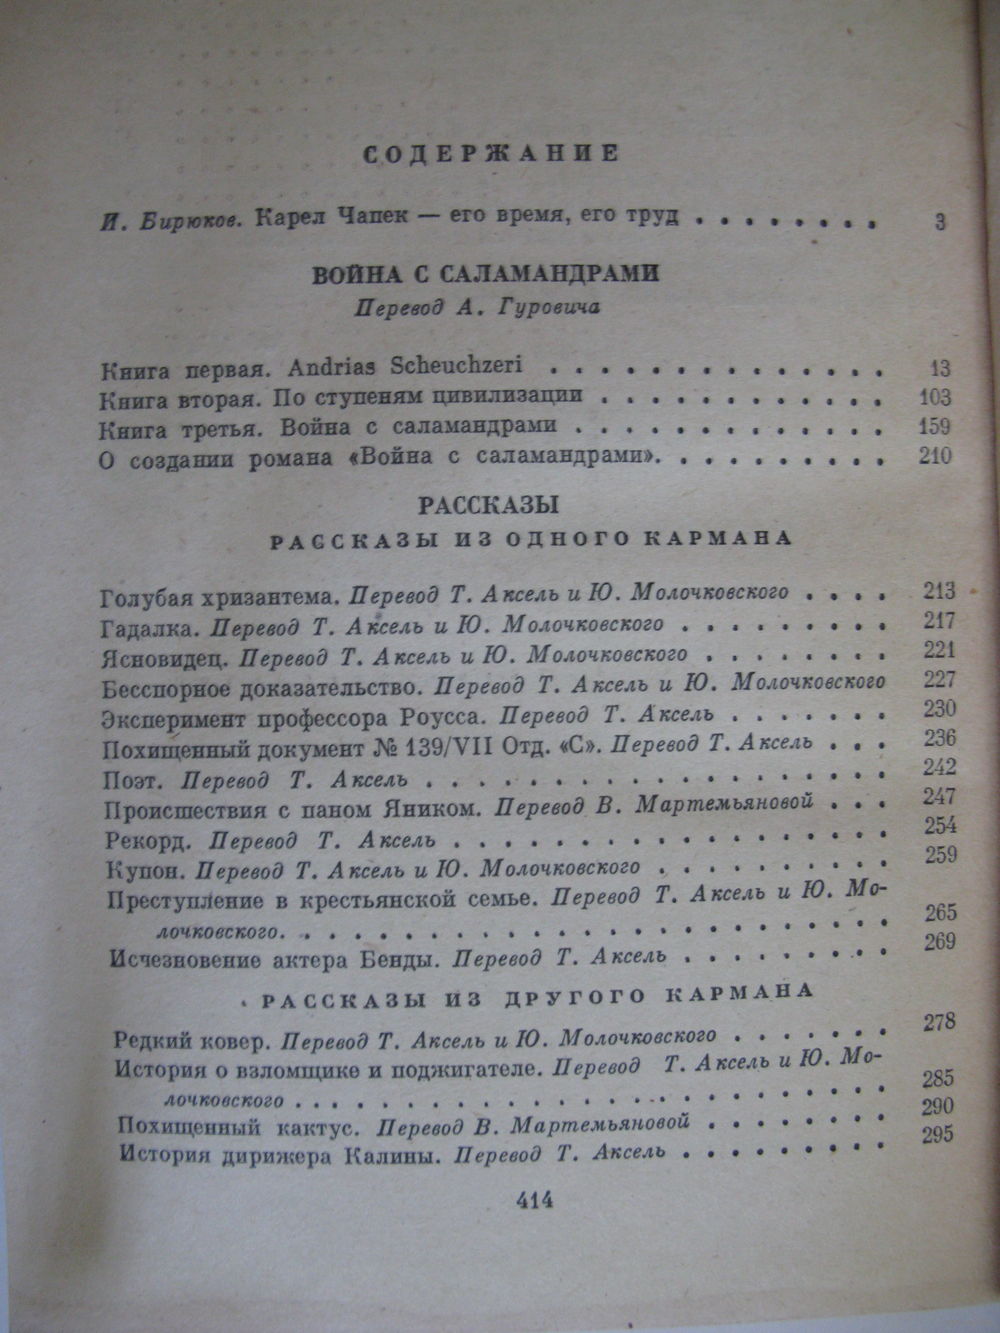 СОДЕРЖАНИЕ
И. Бирюков. Карел Чапек — его время, его труд . . . . . . . . 3
ВОЙНА С САЛАМАНДРАМИ
Перевод А. Гуровича
Книга первая. Andrias Scheuchzeri . . . . . . . . . . . . . . 13
Книга вторая. По ступеням цивилизации . . . . . . . . . . . . 103
Книга третья. Война с саламандрами . . . . . . . . . . . . . 159
О создании романа «Война с саламандрами». . . . . . . . . . 210
РАССКАЗЫ
РАССКАЗЫ ИЗ ОДНОГО КАРМАНА
Голубая хризантема. Перевод Т. Аксель и Ю. Молочковского . . . . 213
Гадалка. Перевод Т. Аксель и Ю. Молочковского . . . . . . . . . 217
Ясновидец. Перевод Т. Аксель и Ю. Молочковского . . . . . . . . 221
Бесспорное доказательство. Перевод Т. Аксель и Ю. Молочковского 227
Эксперимент профессора Роусса. Перевод Т. Аксель . . . . . . . 230
Похищенный документ № 139/VII Отд. «С». Перевод Т. Аксель . . . 236
Поэт. Перевод Т. Аксель . . . . . . . . . . . . . . . . . 242
Происшествия с паном Яником. Перевод В. Мартемьяновой . . . 247
Рекорд. Перевод Т. Аксель . . . . . . . . . . . . . . . . . 254
Купон. Перевод Т. Аксель и Ю. Молочковского . . . . . . . . . 259
Преступление в крестьянской семье. Перевод Т. Аксель и Ю. Мо-
лочковского. . . . . . . . . . . . . . . . . . . . . . . 265
Исчезновение актера Бенды. Перевод Т. Аксель . . . . . . . . 269
РАССКАЗЫ ИЗ ДРУГОГО КАРМАНА
Редкий ковер. Перевод Т. Аксель и Ю. Молочковского . . . . . . . 278
История о взломщике и поджигателе. Перевод Т. Аксель и Ю. Мо-
лочковского . . . . . . . . . . . . . . . . . . . . . . . 285
Похищенный кактус. Перевод В. Мартемьяновой . . . . . . . . 290
История дирижера Калины. Перевод Т. Аксель . . . . . . . . . 295
414